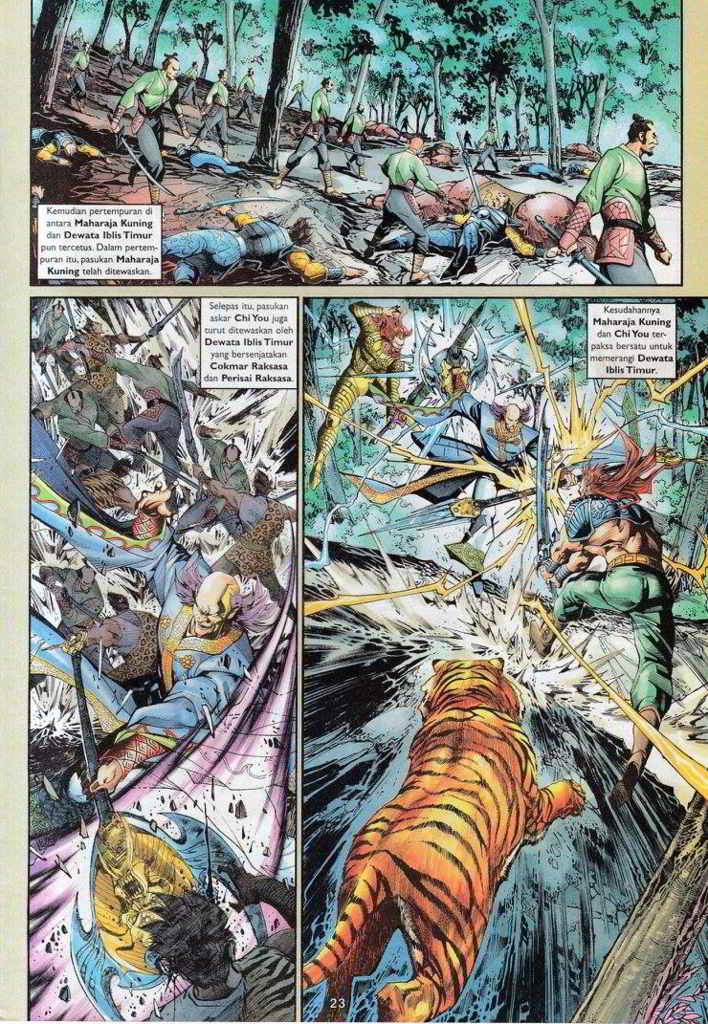 Kemudian pertempuran di
antara Maharaja Kuning
dan Dewata Iblis Timur
pun tercetus. Dalam pertem-
puran itu, pasukan Maharaja
Kuning telah ditewaskan.
Selepas itu, pasukan
askar Chi You juga
turut ditewaskan oleh
Dewata Iblis Timur
yang bersenjatakan
Cokmar Raksasa
dan Perisai Raksasa.
Kesudahannya
Maharaja Kuning
dan Chi You ter-
paksa bersatu untuk
memerangi Dewata
Iblis Timur.
23